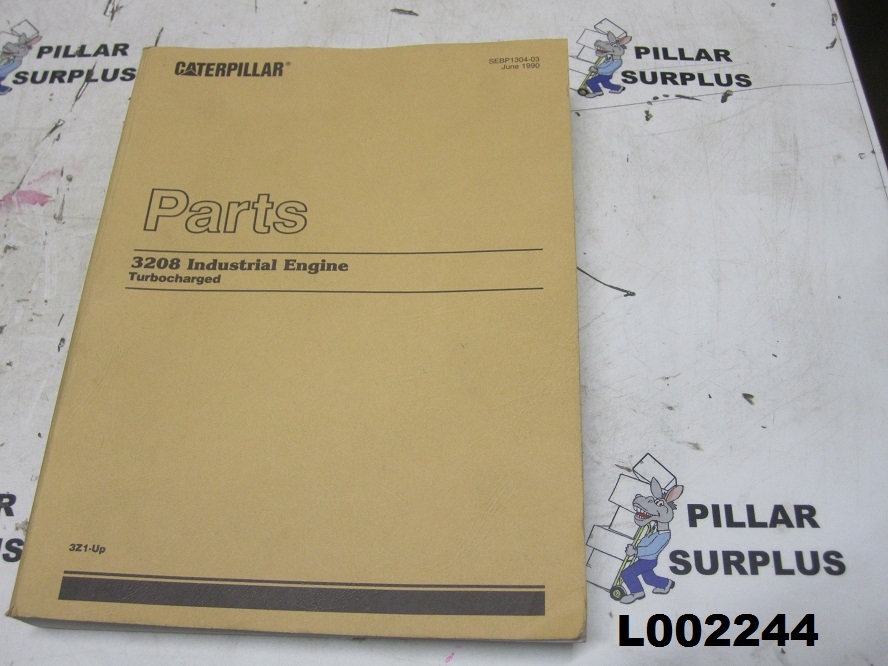 CATERPILLAR®
SEBP1304-03
June 1990
Parts
3208 Industrial Engine
Turbocharged
3Z1-Up
PILLAR
SURPLUS
PILLAR
SURPLUS
PILLAR
SURPLUS
R
S
L002244